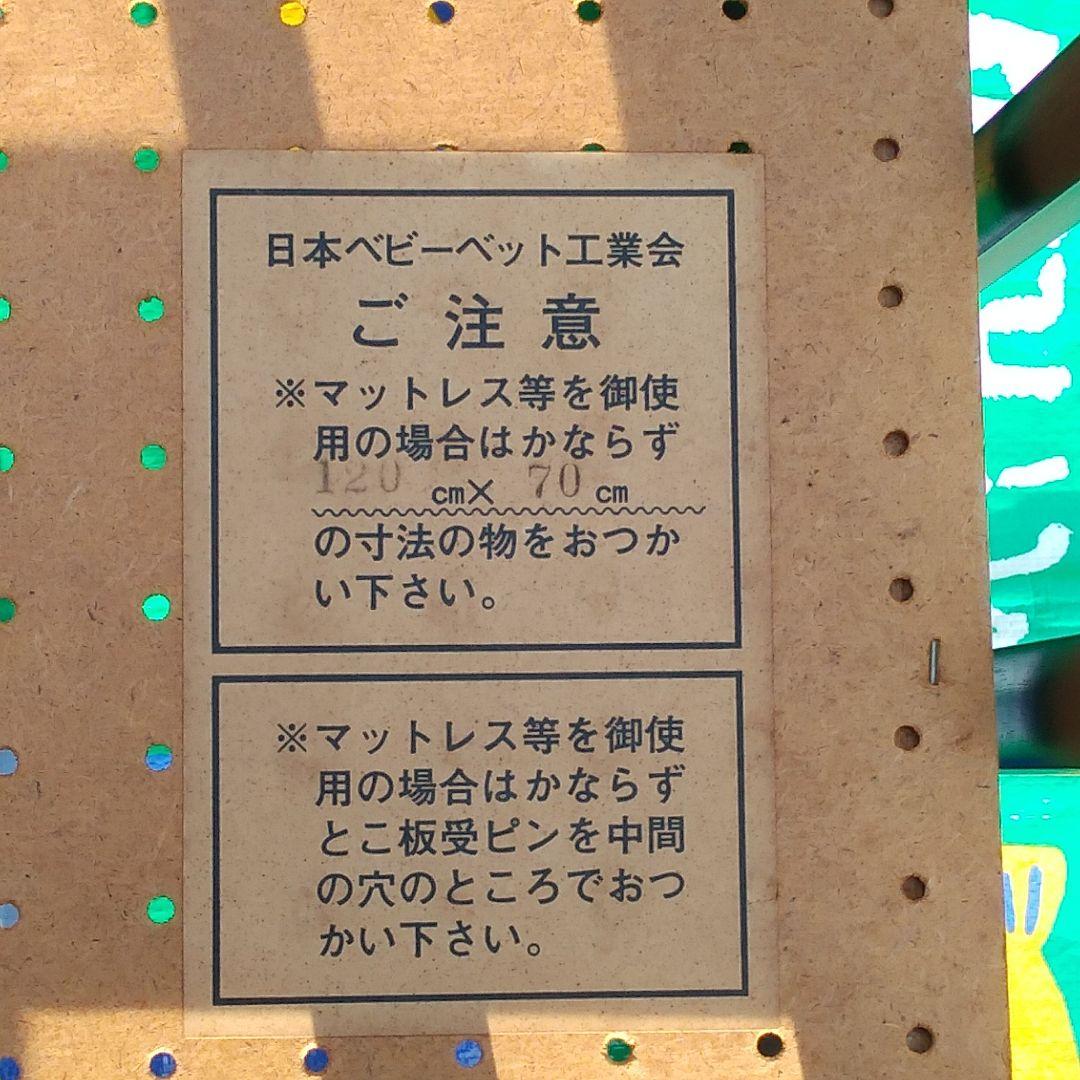 日本ベビーベット工業会
ご注意
※マットレス等を御使
用の場合はかならず
120cm×70cm
の寸法の物をおつか
い下さい。
※マットレス等を御使
用の場合はかならず
とこ板受ピンを中間
の穴のところでおつ
かい下さい。